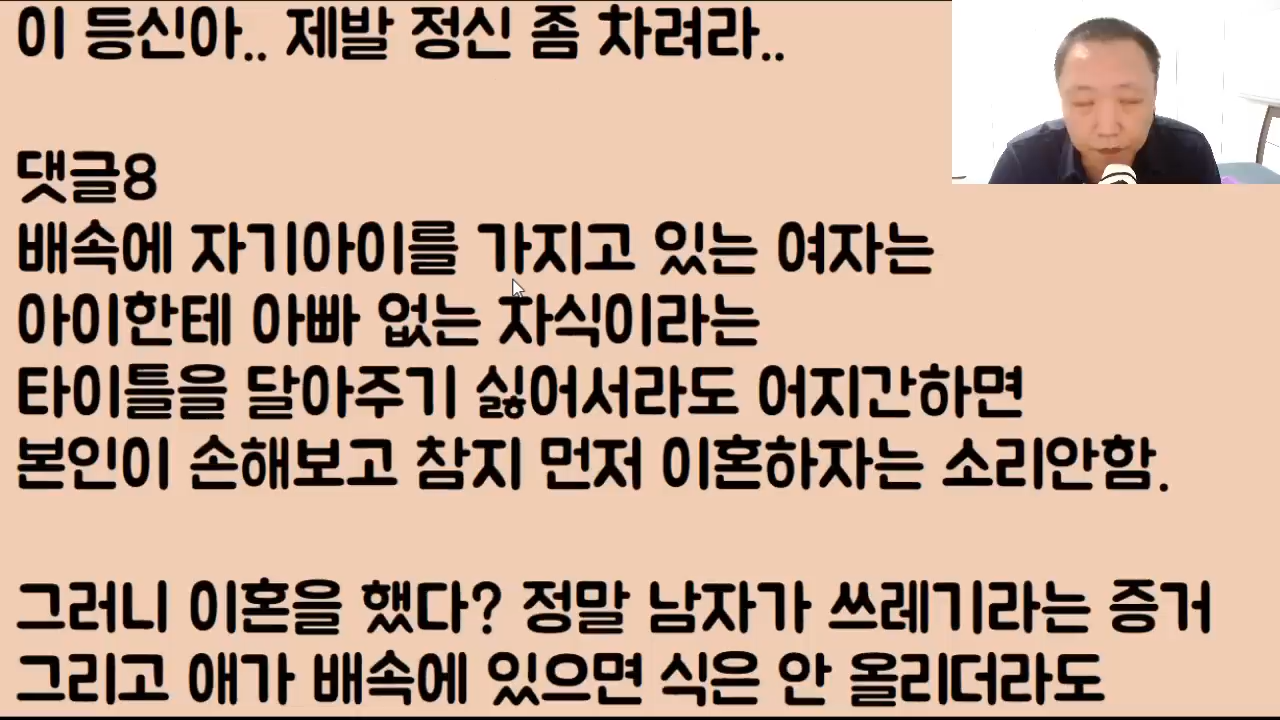 이 등신아.. 제발 정신 좀 차려라..
댓글8
배속에 자기아이를 가지고 있는 여자는
아이한테 아빠 없는 자식이라는
타이틀을 달아주기 싫어서라도 어지간하면
본인이 손해보고 참지 먼저 이혼하자는 소리안함.
그러니 이혼을 했다? 정말 남자가 쓰레기라는 증거
그리고 애가 배속에 있으면 식은 안 올리더라도